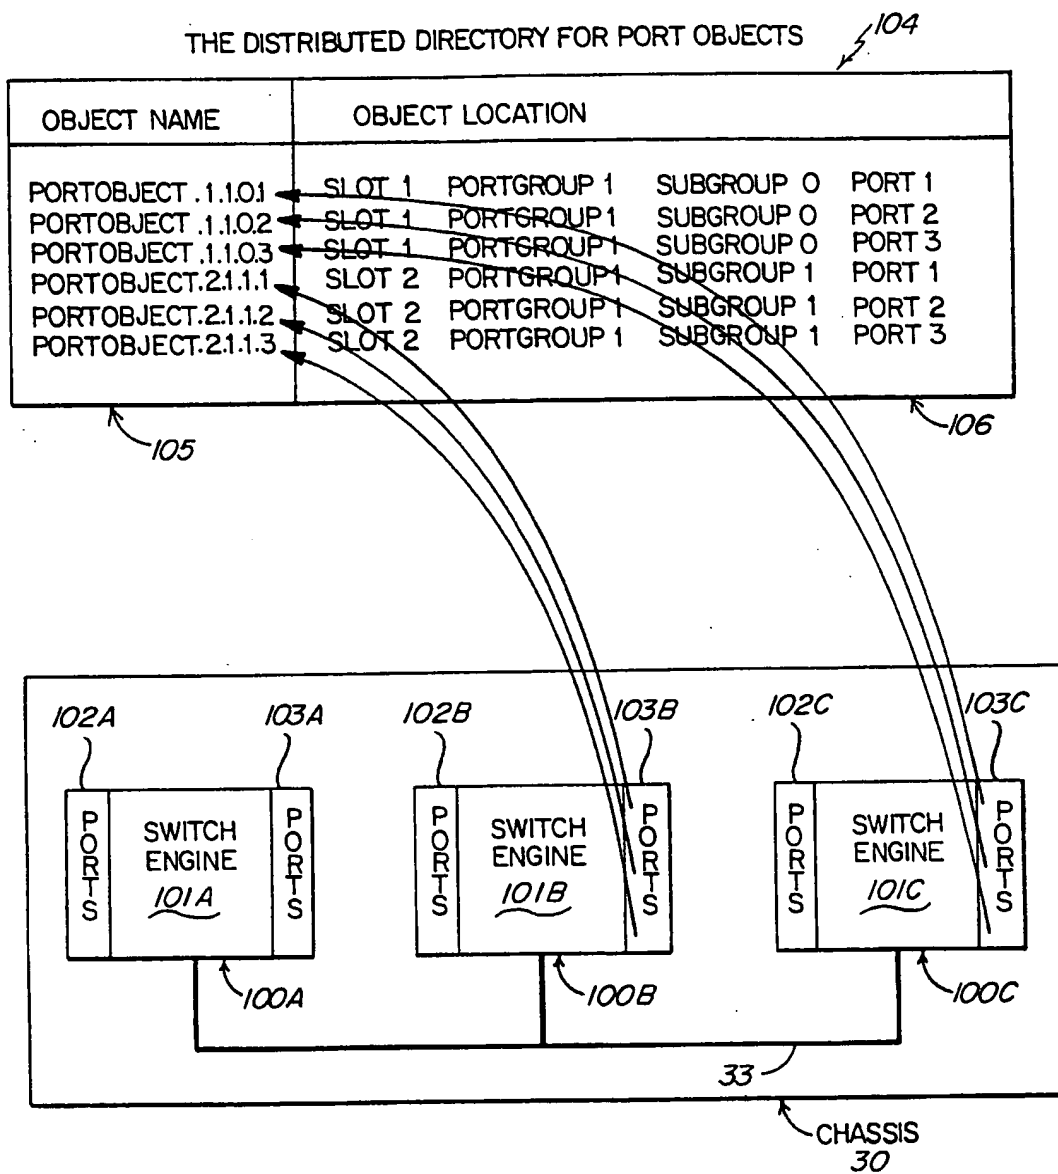 THE DISTRIBUTED DIRECTORY FOR PORT OBJECTS
104
OBJECT NAME OBJECT LOCATION
PORTOBJECT.1.1.0.1 SLOT 1 PORTGROUP 1 SUBGROUP 0 PORT 1
PORTOBJECT.1.1.0.2 SLOT 1 PORTGROUP 1 SUBGROUP 0 PORT 2
PORTOBJECT.1.1.0.3 SLOT 1 PORTGROUP 1 SUBGROUP 0 PORT 3
PORTOBJECT.2.1.1.1 SLOT 2 PORTGROUP 1 SUBGROUP 1 PORT 1
PORTOBJECT.2.1.1.2 SLOT 2 PORTGROUP 1 SUBGROUP 1 PORT 2
PORTOBJECT.2.1.1.3 SLOT 2 PORTGROUP 1 SUBGROUP 1 PORT 3
105 106
102A 103A 102B 103B 102C 103C
PORTS SWITCH ENGINE 101A PORTS
PORTS SWITCH ENGINE 101B PORTS
PORTS SWITCH ENGINE 101C PORTS
100A 100B 100C
33
CHASSIS
30